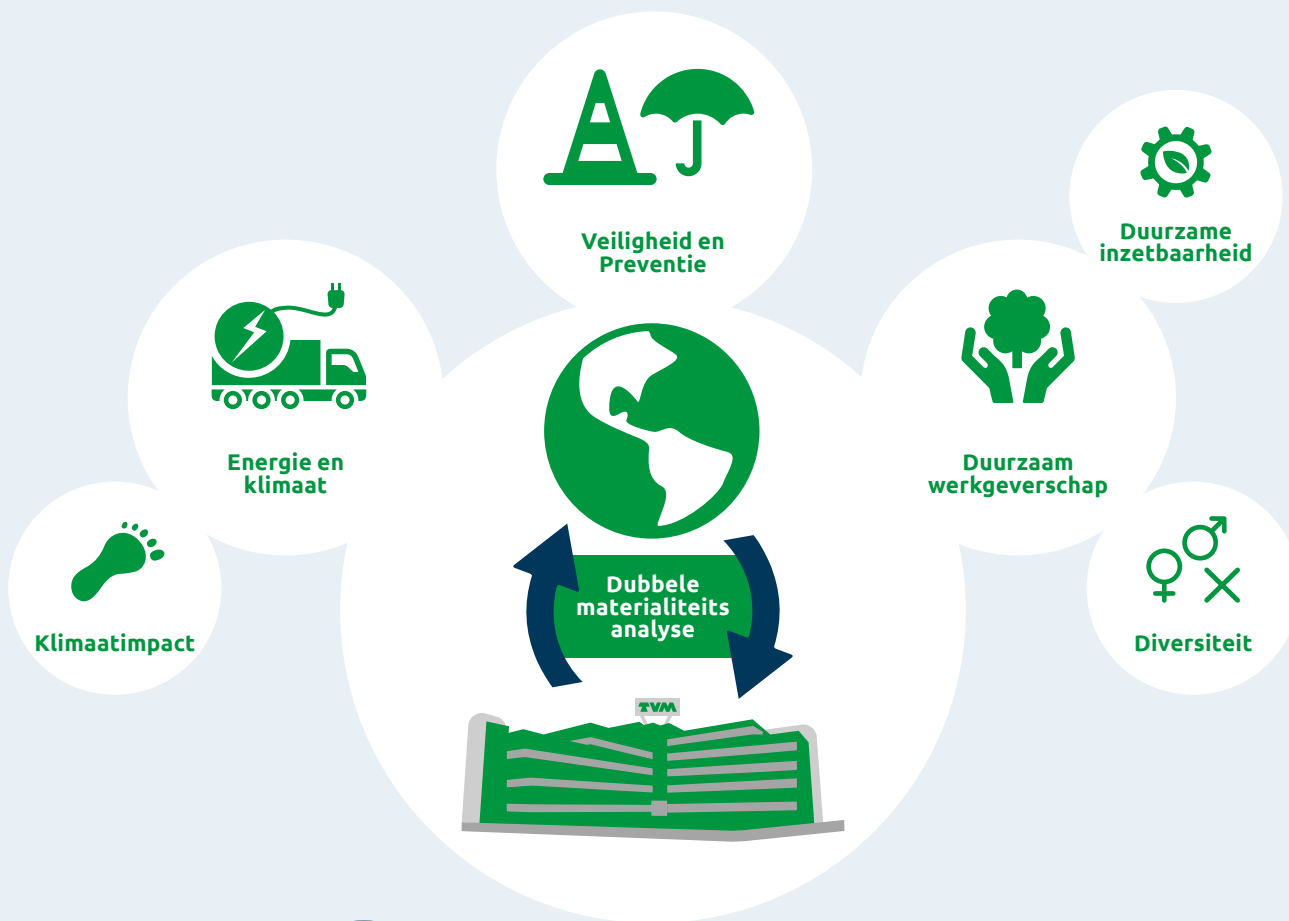 Veiligheid en
Preventie
Duurzame
inzetbaarheid
Energie en
klimaat
Duurzaam
werkgeverschap
Dubbele
materialiteits
analyse
Klimaatimpact
Diversiteit
TVM